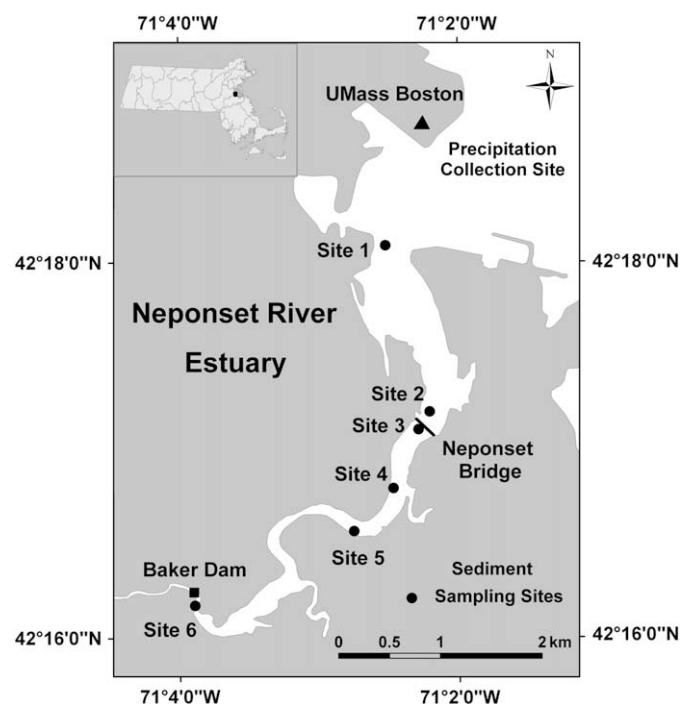 71°4'0"W
71°2'0"W
N
UMass Boston
Precipitation
Collection Site
Site 1
42°18'0"N
42°18'0"N
Neponset River
Estuary
Site 2
Site 3
Neponset
Bridge
Site 4
Site 5
Baker Dam
Sediment
Sampling Sites
Site 6
42°16'0"N
42°16'0"N
0 0.5 1 2 km
71°4'0"W
71°2'0"W